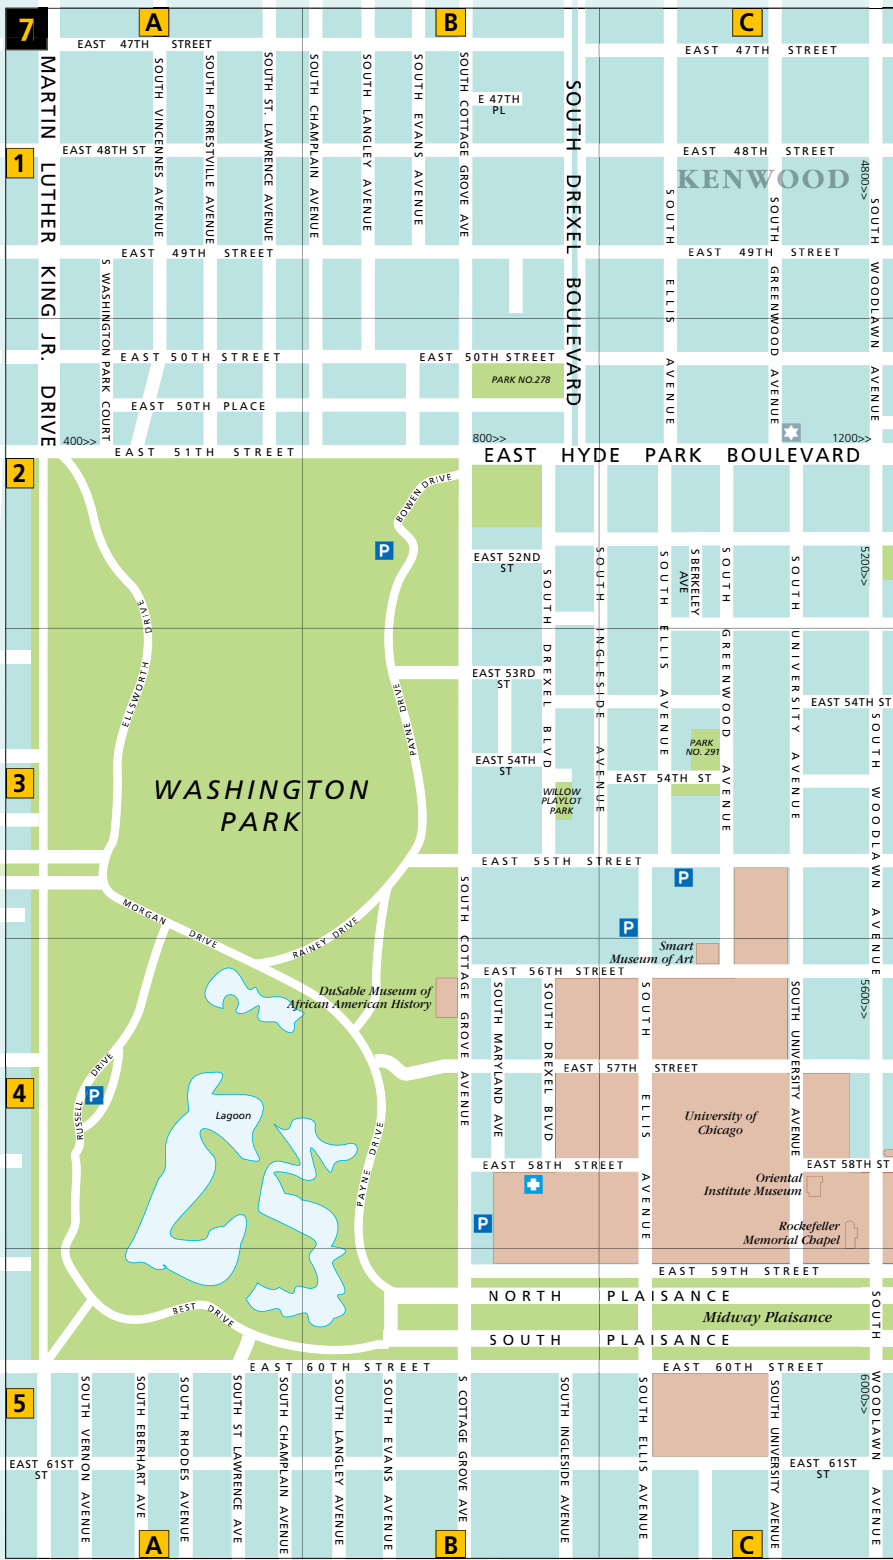 7
A
B
C
EAST 47TH STREET
EAST 47TH STREET
MARTIN LUTHER KING JR. DRIVE
SOUTH VINCENNES AVENUE
SOUTH FORRESTVILLE AVENUE
SOUTH ST. LAWRENCE AVENUE
SOUTH CHAMPLAIN AVENUE
SOUTH LANGLEY AVENUE
SOUTH EVANS AVENUE
SOUTH COTTAGE GROVE AVE
E 47TH
PL
SOUTH DREXEL BOULEVARD
1
EAST 48TH ST
EAST 48TH STREET
KENWOOD
4800>>
SOUTH ELLIS AVENUE
SOUTH GREENWOOD AVENUE
SOUTH WOODLAWN AVENUE
EAST 49TH STREET
EAST 49TH STREET
S WASHINGTON PARK COURT
EAST 50TH STREET
EAST 50TH STREET
PARK NO.278
EAST 50TH PLACE
400>>
800>>
1200>>
EAST 51TH STREET
EAST HYDE PARK BOULEVARD
2
BOWEN DRIVE
P
EAST 52ND
ST
SOUTH DREXEL BLVD
SOUTH INGLESIDE AVENUE
SOUTH ELLIS AVENUE
S BERKELEY
AVE
SOUTH GREENWOOD AVENUE
SOUTH UNIVERSITY AVENUE
5200>>
ELLSWORTH DRIVE
PAYNE DRIVE
EAST 53RD
ST
EAST 54TH ST
SOUTH WOODLAWN AVENUE
PARK
NO. 291
EAST 54TH
ST
EAST 54TH ST
3
WASHINGTON
PARK
WILLOW
PLAYLOT
PARK
EAST 55TH STREET
P
P
MORGAN DRIVE
RAINEY DRIVE
SOUTH COTTAGE GROVE AVENUE
Smart
Museum of Art
EAST 56TH STREET
DuSable Museum of
African American History
SOUTH MARYLAND AVE
SOUTH DREXEL BLVD
SOUTH ELLIS AVENUE
SOUTH UNIVERSITY AVENUE
5600>>
EAST 57TH STREET
4
RUSSELL DRIVE
P
Lagoon
PAYNE DRIVE
University of
Chicago
EAST 58TH STREET
EAST 58TH ST
Oriental
Institute Museum
P
Rockefeller
Memorial Chapel
EAST 59TH STREET
NORTH PLAISANCE
Midway Plaisance
SOUTH PLAISANCE
BEST DRIVE
SOUTH WOODLAWN AVENUE
EAST 60TH STREET
EAST 60TH STREET
6000>>
5
SOUTH VERNON AVENUE
SOUTH EBERHART AVE
SOUTH RHODES AVENUE
SOUTH ST LAWRENCE AVE
SOUTH CHAMPLAIN AVENUE
SOUTH LANGLEY AVENUE
SOUTH EVANS AVENUE
S COTTAGE GROVE AVE
SOUTH INGLESIDE AVENUE
SOUTH ELLIS AVENUE
SOUTH UNIVERSITY AVENUE
EAST 61ST
ST
EAST 61ST
ST
A
B
C